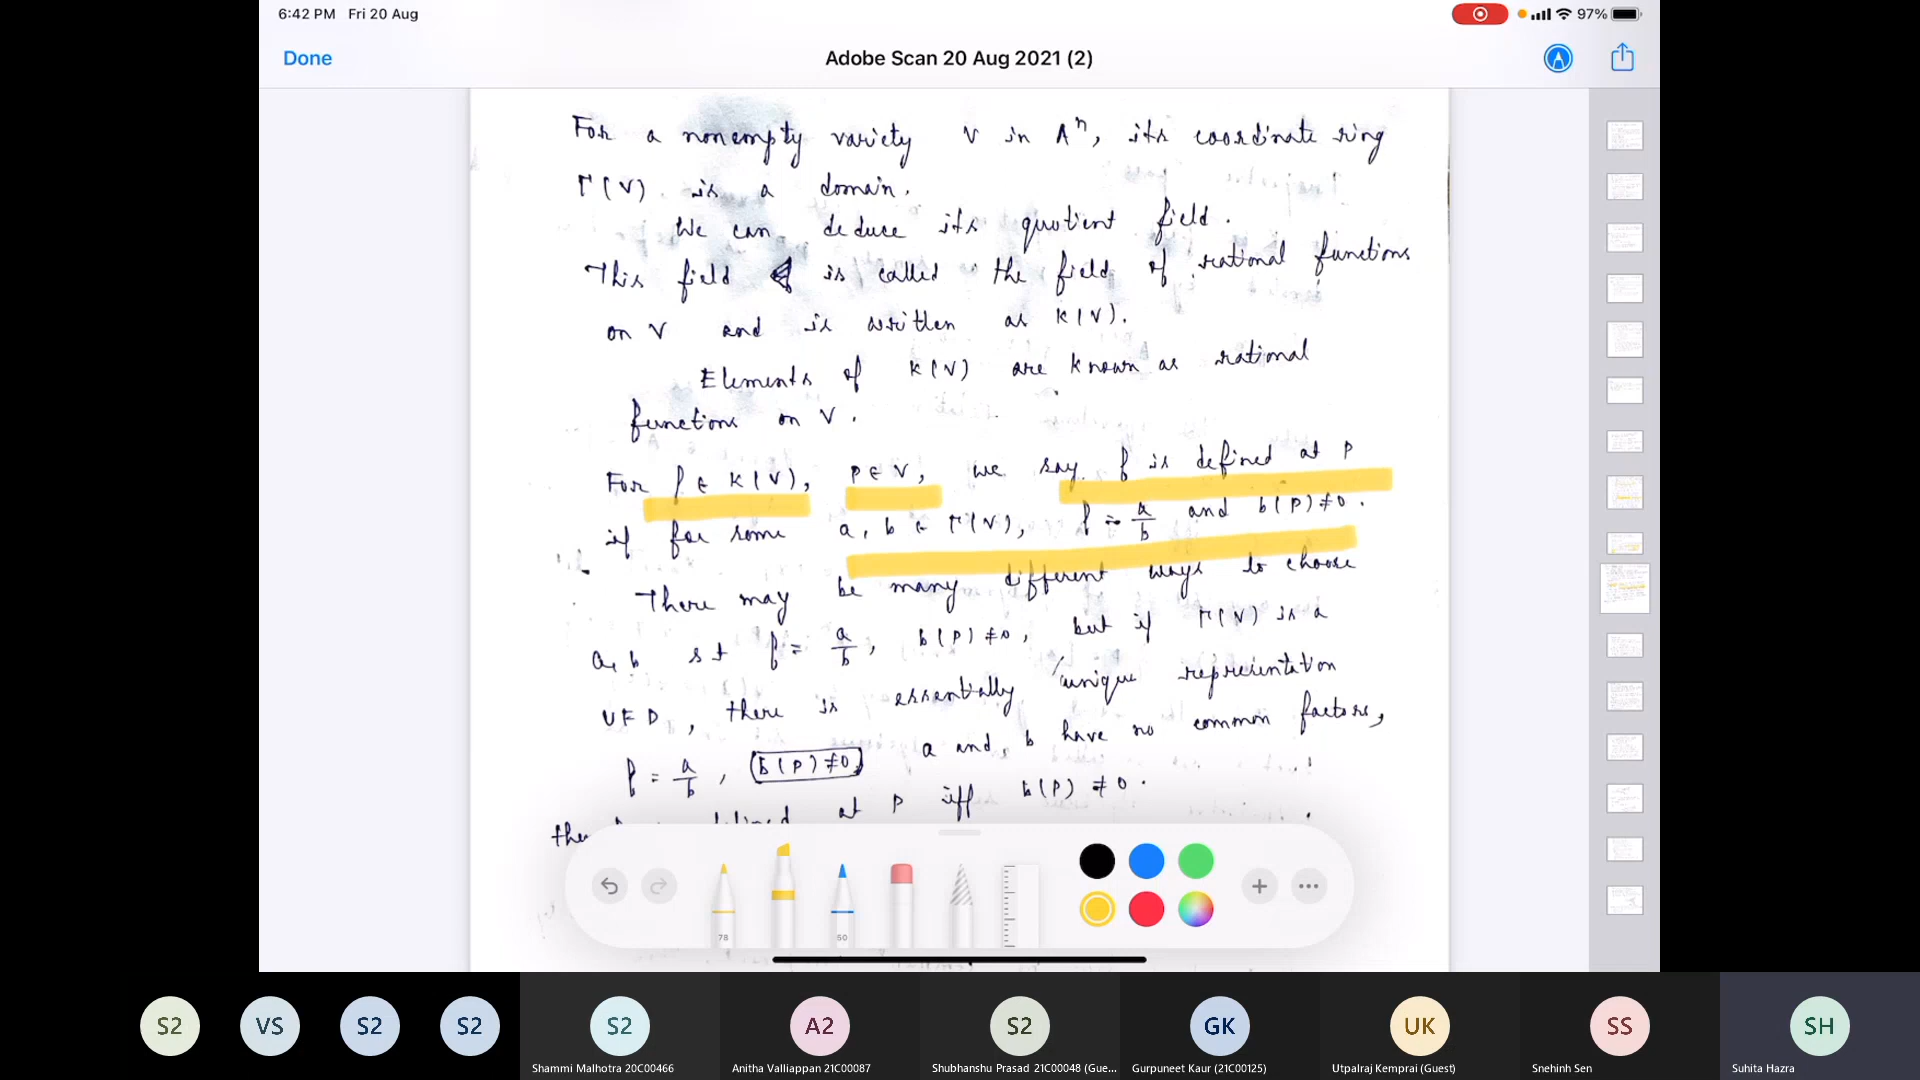 6:42 PM Fri 20 Aug
97%
Done
Adobe Scan 20 Aug 2021 (2)
For a nonempty variety V in Aⁿ, its coordinate ring
Γ(V) is a domain.
We can deduce its quotient field.
This field is called the field of rational functions
on V and is written as K(V).
Elements of K(V) are known as rational
functions on V.
For f ∈ K(V), P ∈ V, we say f is defined at P
if for some a, b ∈ Γ(V), f = a/b and b(P) ≠ 0.
There may be many different ways to choose
a, b st f = a/b, b(P) ≠ 0, but if Γ(V) is a
UFD, there is essentially unique representation
f = a/b, b(P) ≠ 0 a and b have no common factors,
the defined at P iff b(P) ≠ 0.
78
50
S2
VS
S2
S2
S2
A2
S2
GK
UK
SS
SH
Shammi Malhotra 20C00466
Anitha Valliappan 21C00087
Shubhanshu Prasad 21C00048 (Gue...
Gurpuneet Kaur (21C00125)
Utpalraj Kemprai (Guest)
Snehinh Sen
Suhita Hazra